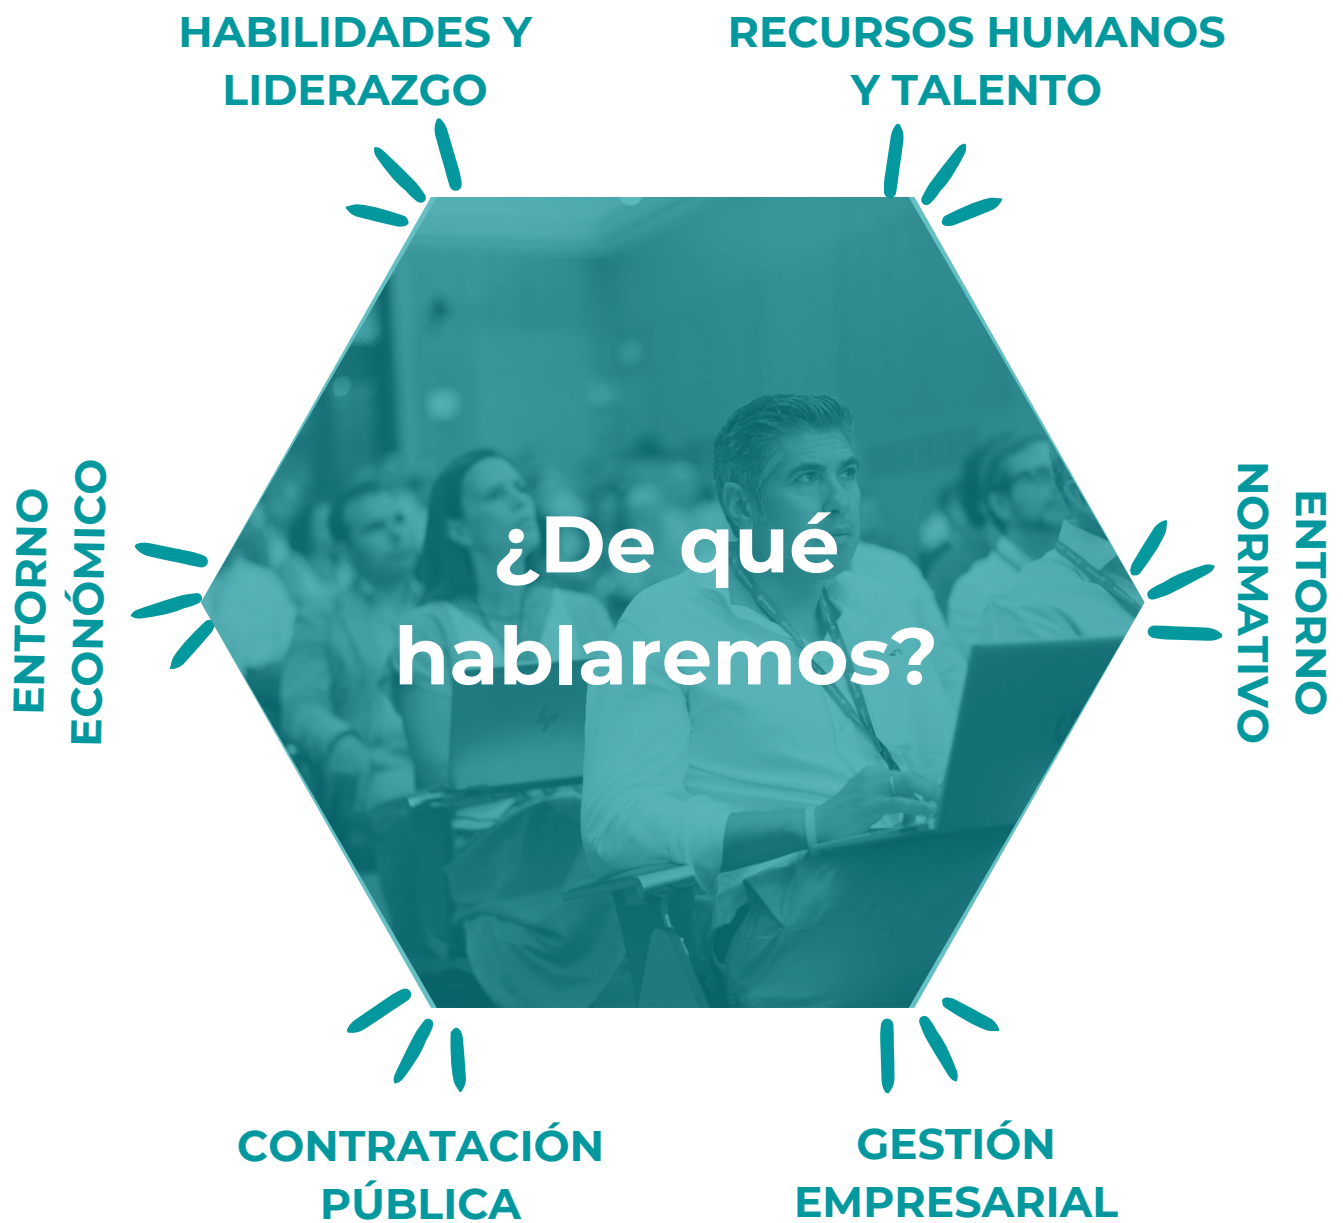 HABILIDADES Y
LIDERAZGO
RECURSOS HUMANOS
Y TALENTO
ENTORNO
ECONÓMICO
¿De qué
hablaremos?
ENTORNO
NORMATIVO
CONTRATACIÓN
PÚBLICA
GESTIÓN
EMPRESARIAL